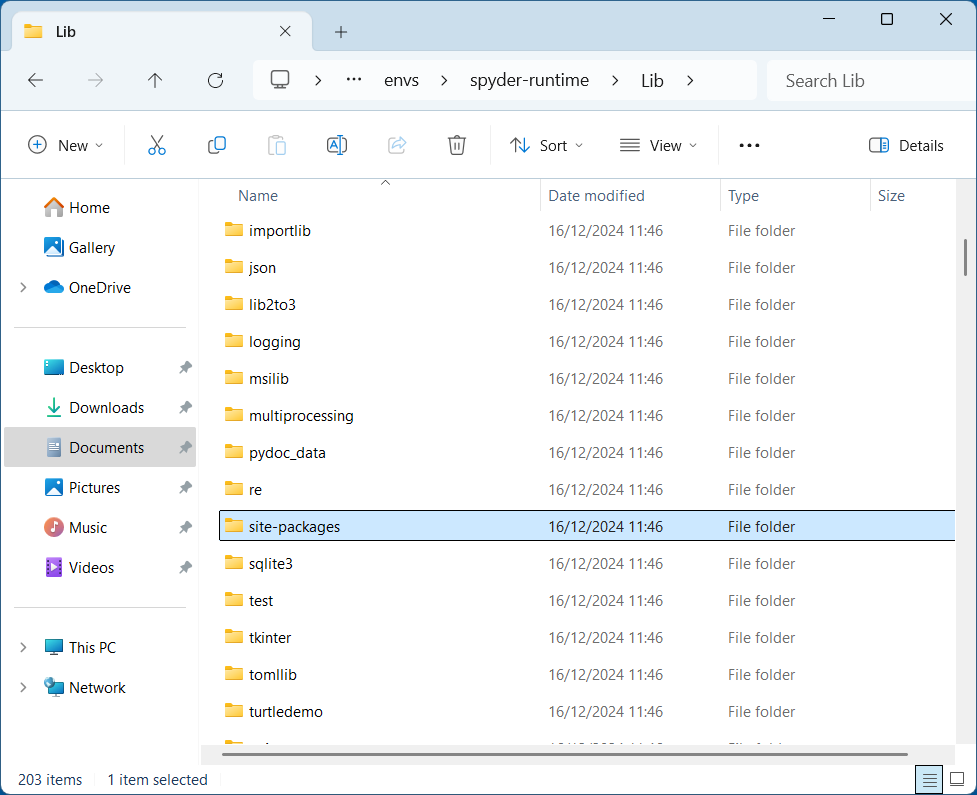 Lib
envs
spyder-runtime
Lib
Search Lib
New
Sort
View
Details
Home
Gallery
OneDrive
Desktop
Downloads
Documents
Pictures
Music
Videos
This PC
Network
Name Date modified Type Size
importlib 16/12/2024 11:46 File folder
json 16/12/2024 11:46 File folder
lib2to3 16/12/2024 11:46 File folder
logging 16/12/2024 11:46 File folder
msilib 16/12/2024 11:46 File folder
multiprocessing 16/12/2024 11:46 File folder
pydoc_data 16/12/2024 11:46 File folder
re 16/12/2024 11:46 File folder
site-packages 16/12/2024 11:46 File folder
sqlite3 16/12/2024 11:46 File folder
test 16/12/2024 11:46 File folder
tkinter 16/12/2024 11:46 File folder
tomllib 16/12/2024 11:46 File folder
turtledemo 16/12/2024 11:46 File folder
203 items 1 item selected